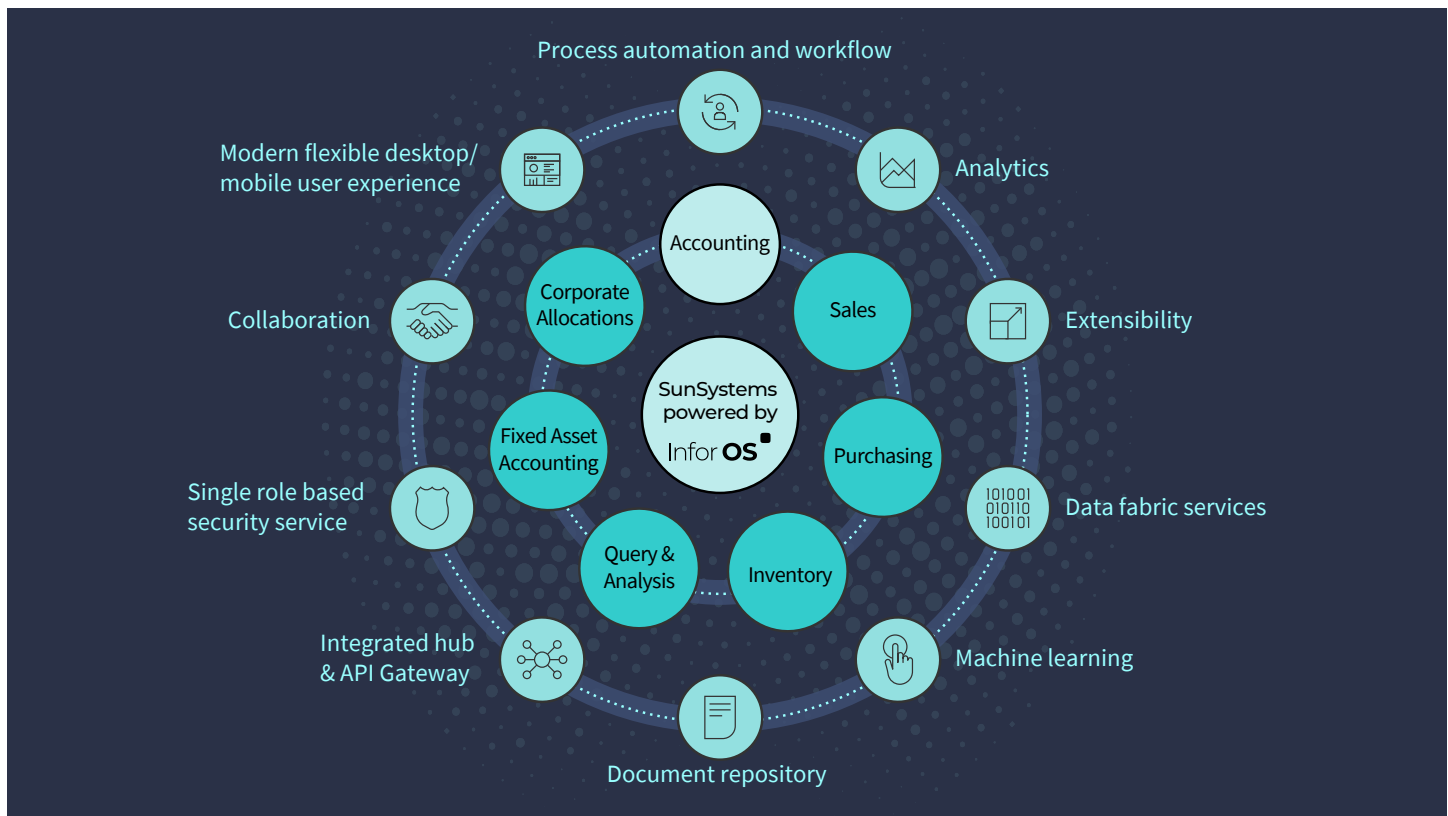 Process automation and workflow
Modern flexible desktop/
mobile user experience
Analytics
Accounting
Corporate
Allocations
Sales
Collaboration
Extensibility
SunSystems
powered by
Infor OS
Fixed Asset
Accounting
Purchasing
Single role based
security service
101001
010110
100101
Data fabric services
Query &
Analysis
Inventory
Integrated hub
& API Gateway
Machine learning
Document repository